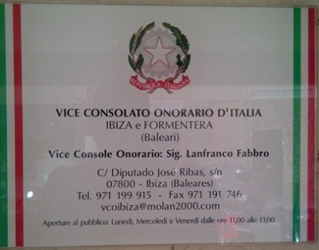 REPVBBLICA ITALIANA
VICE CONSOLATO ONORARIO D'ITALIA
IBIZA e FORMENTERA
(Baleari)
Vice Console Onorario: Sig. Lanfranco Fabbro
C/ Diputado José Ribas, s/n
07800 - Ibiza (Baleares)
Tel. 971 199 915 - Fax 971 191 746
vcoibiza@molan2000.com
Aperture al pubblico: Lunedì, Mercoledì e Venerdì dalle ore 11,00 alle 13,00